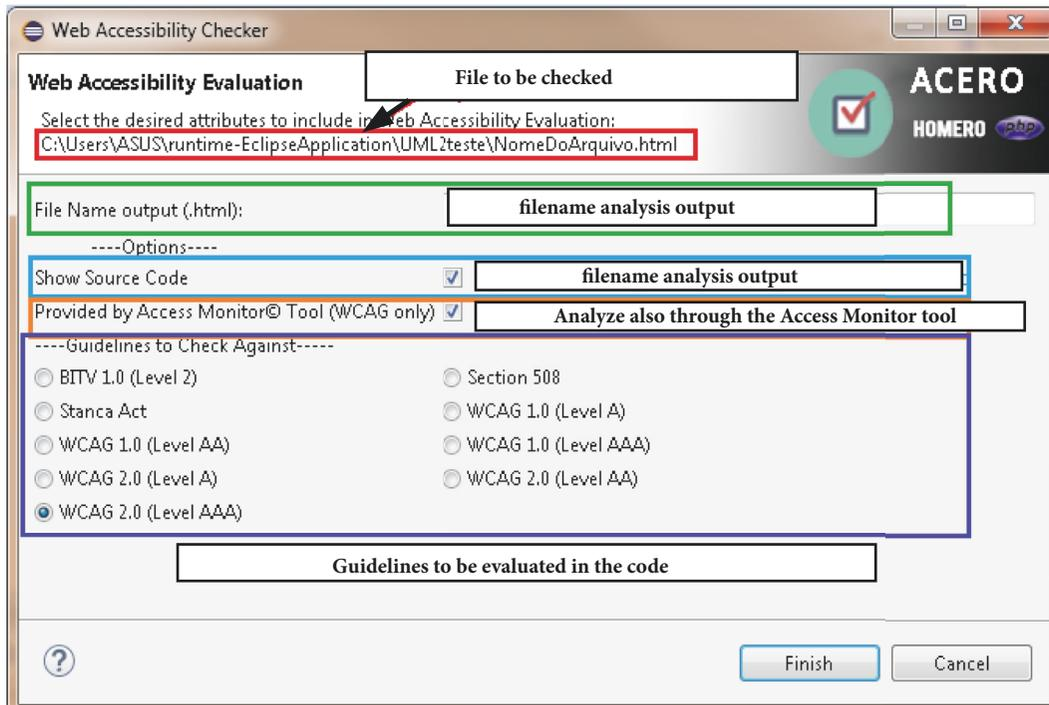 Web Accessibility Checker
Web Accessibility Evaluation
File to be checked
ACERO
HOMERO php
Select the desired attributes to include in Web Accessibility Evaluation:
C:\Users\ASUS\runtime-EclipseApplication\UML2teste\NomeDoArquivo.html
File Name output (.html):
filename analysis output
----Options----
Show Source Code
filename analysis output
Provided by Access Monitor© Tool (WCAG only)
Analyze also through the Access Monitor tool
----Guidelines to Check Against-----
BITV 1.0 (Level 2)
Section 508
Stanca Act
WCAG 1.0 (Level A)
WCAG 1.0 (Level AA)
WCAG 1.0 (Level AAA)
WCAG 2.0 (Level A)
WCAG 2.0 (Level AA)
WCAG 2.0 (Level AAA)
Guidelines to be evaluated in the code
?
Finish
Cancel